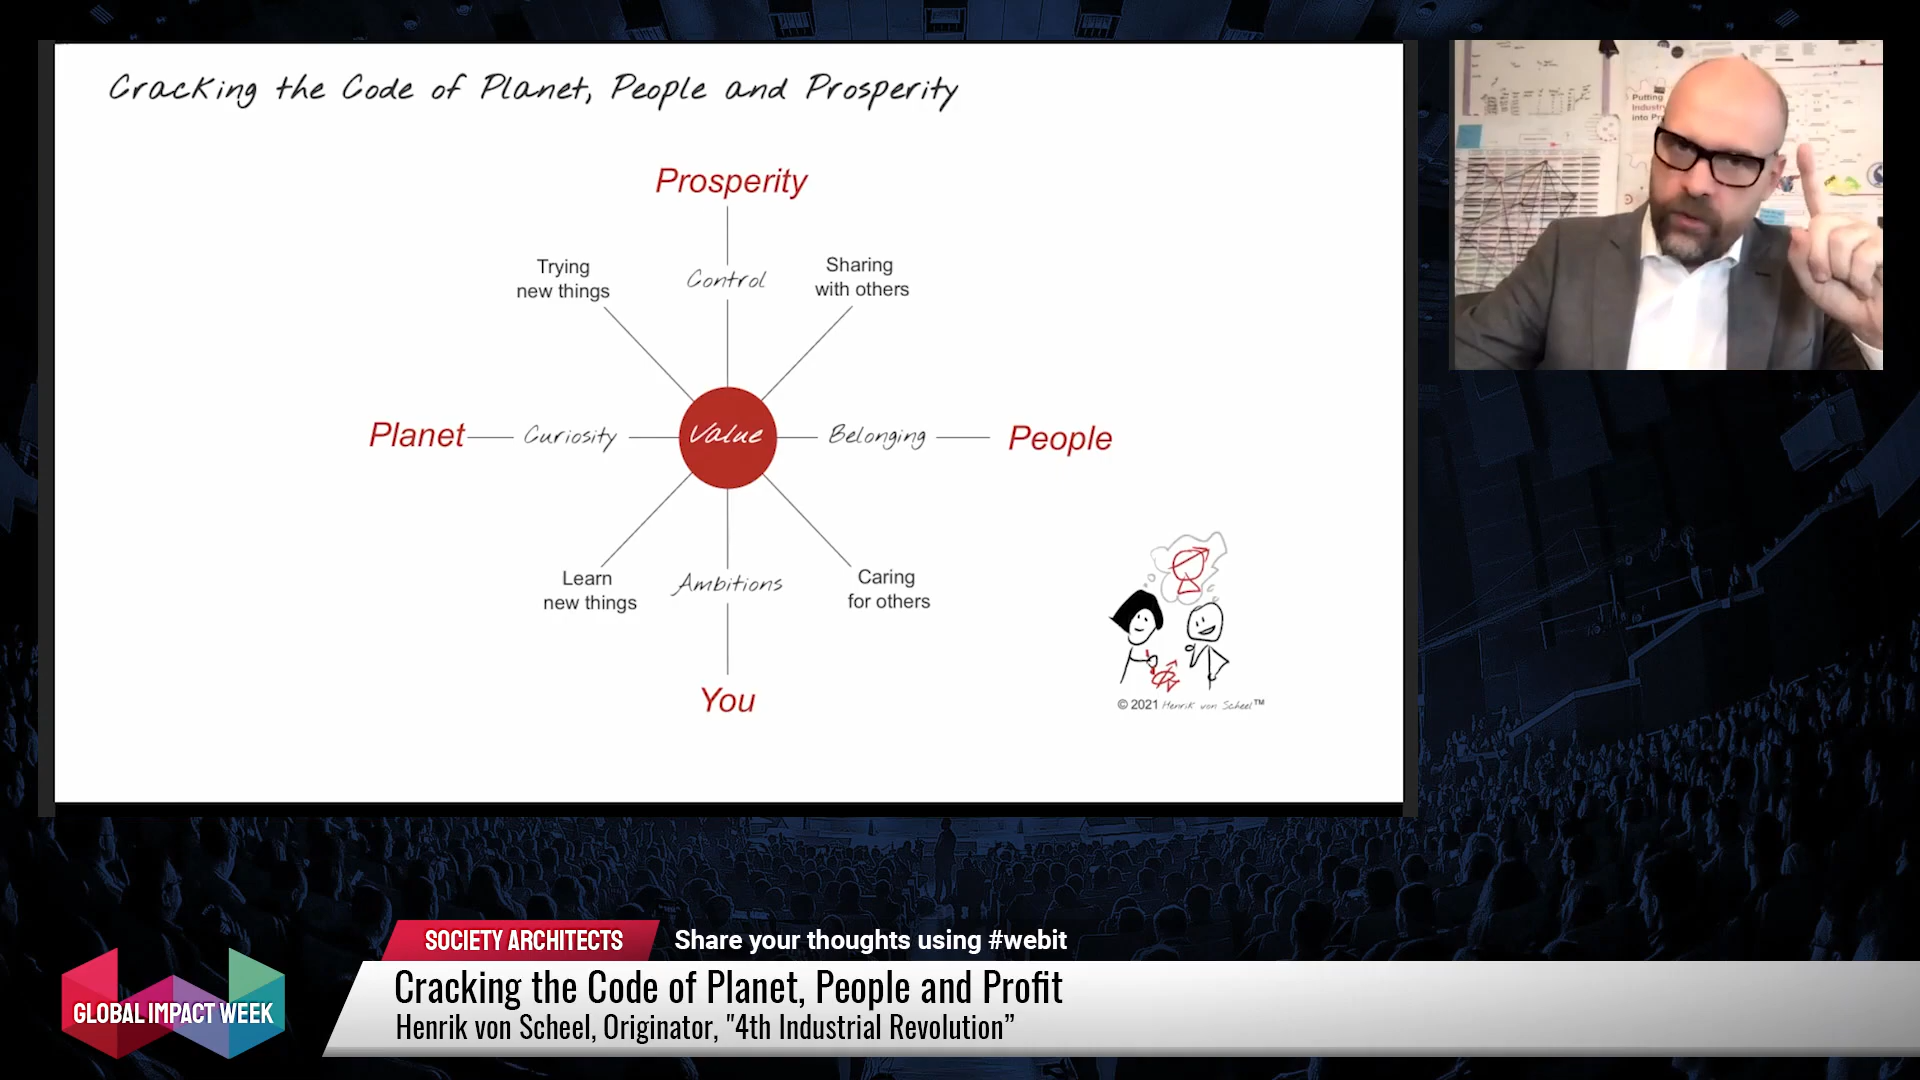 Cracking the Code of Planet, People and Prosperity
Prosperity
Trying
new things
Control
Sharing
with others
Planet
Curiosity
Value
Belonging
People
Learn
new things
Ambitions
Caring
for others
You
© 2021 Henrik von Scheel™
Putting
SOCIETY ARCHITECTS
Share your thoughts using #webit
Cracking the Code of Planet, People and Profit
Henrik von Scheel, Originator, "4th Industrial Revolution”
GLOBAL IMPACT WEEK